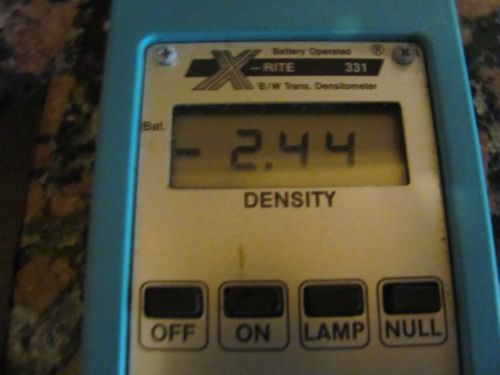 Battery Operated ®
X-RITE 331
B/W Trans. Densitometer
Bat.
- 2.44
DENSITY
OFF ON LAMP NULL